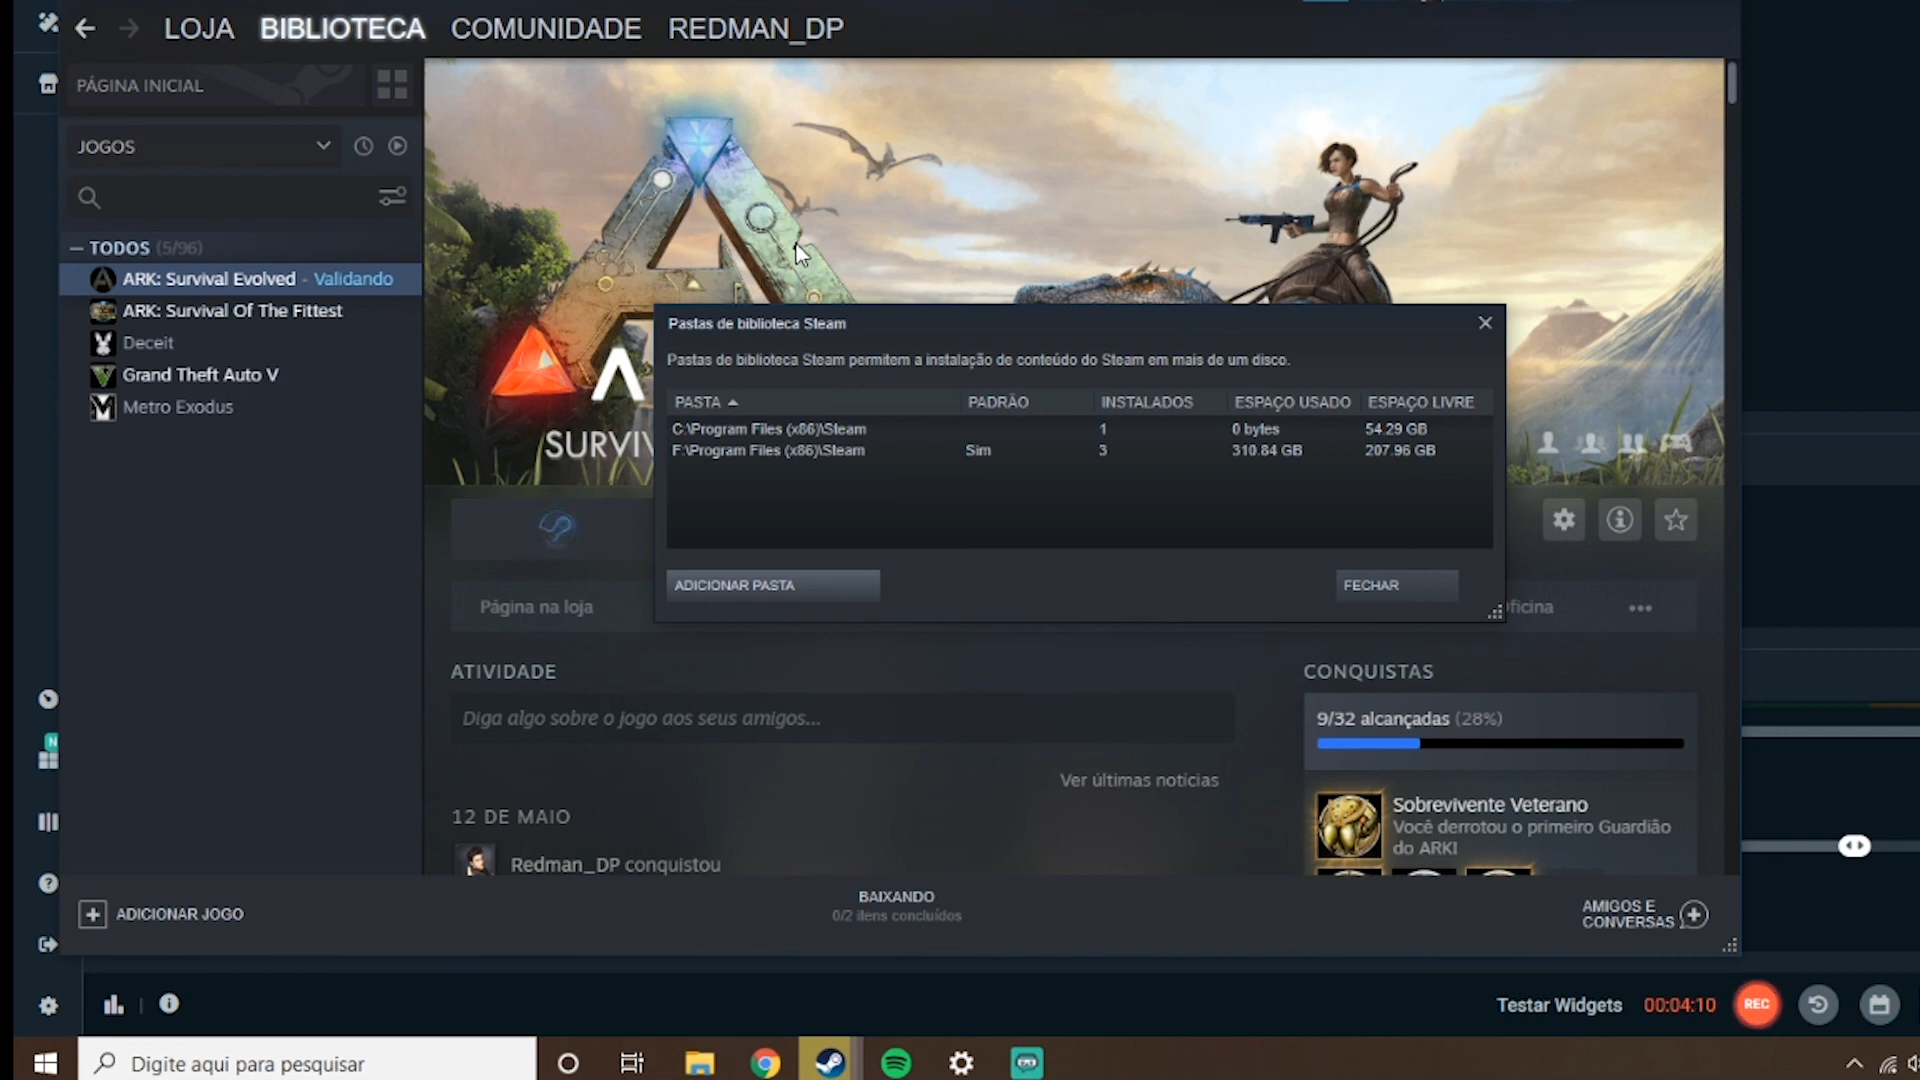 LOJA BIBLIOTECA COMUNIDADE REDMAN_DP
PÁGINA INICIAL
JOGOS
TODOS (5/96)
ARK: Survival Evolved - Validando
ARK: Survival Of The Fittest
Deceit
Grand Theft Auto V
Metro Exodus
SURVIV
Pastas de biblioteca Steam
Pastas de biblioteca Steam permitem a instalação de conteúdo do Steam em mais de um disco.
PASTA PADRÃO INSTALADOS ESPAÇO USADO ESPAÇO LIVRE
C:\Program Files (x86)\Steam 1 0 bytes 54.29 GB
F:\Program Files (x86)\Steam Sim 3 310.84 GB 207.96 GB
ADICIONAR PASTA FECHAR
Página na loja ficina
ATIVIDADE
Diga algo sobre o jogo aos seus amigos...
Ver últimas notícias
12 DE MAIO
Redman_DP conquistou
CONQUISTAS
9/32 alcançadas (28%)
Sobrevivente Veterano
Você derrotou o primeiro Guardião
do ARK!
N
ADICIONAR JOGO
BAIXANDO
0/2 itens concluídos
AMIGOS E
CONVERSAS
Testar Widgets 00:04:10 REC
Digite aqui para pesquisar